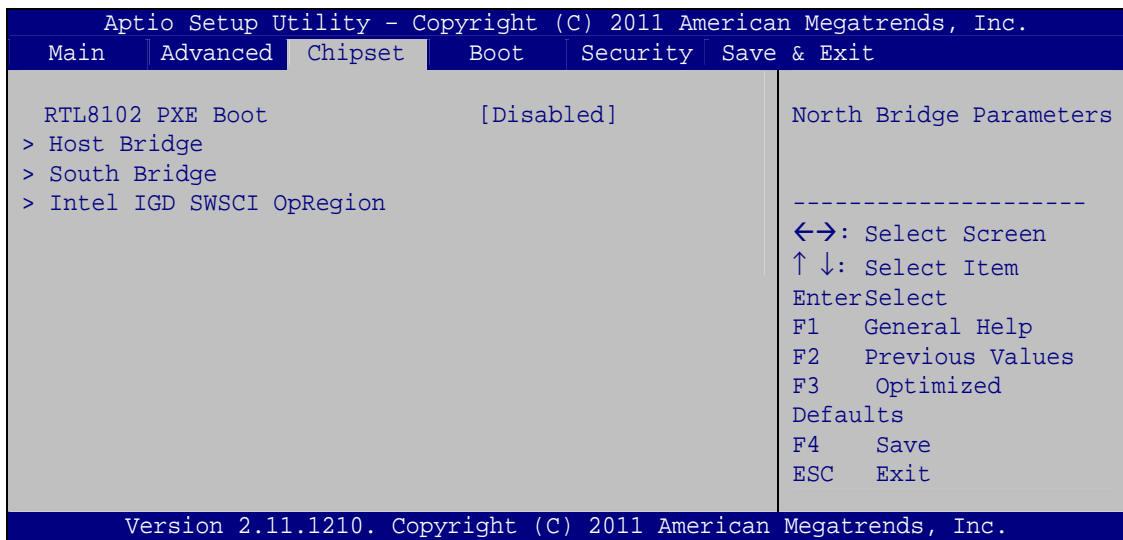 Aptio Setup Utility – Copyright (C) 2011 American Megatrends, Inc.
Main Advanced Chipset Boot Security Save & Exit
RTL8102 PXE Boot [Disabled]
> Host Bridge
> South Bridge
> Intel IGD SWSCI OpRegion
North Bridge Parameters
---------------------
←→: Select Screen
↑ ↓: Select Item
EnterSelect
F1 General Help
F2 Previous Values
F3 Optimized
Defaults
F4 Save
ESC Exit
Version 2.11.1210. Copyright (C) 2011 American Megatrends, Inc.